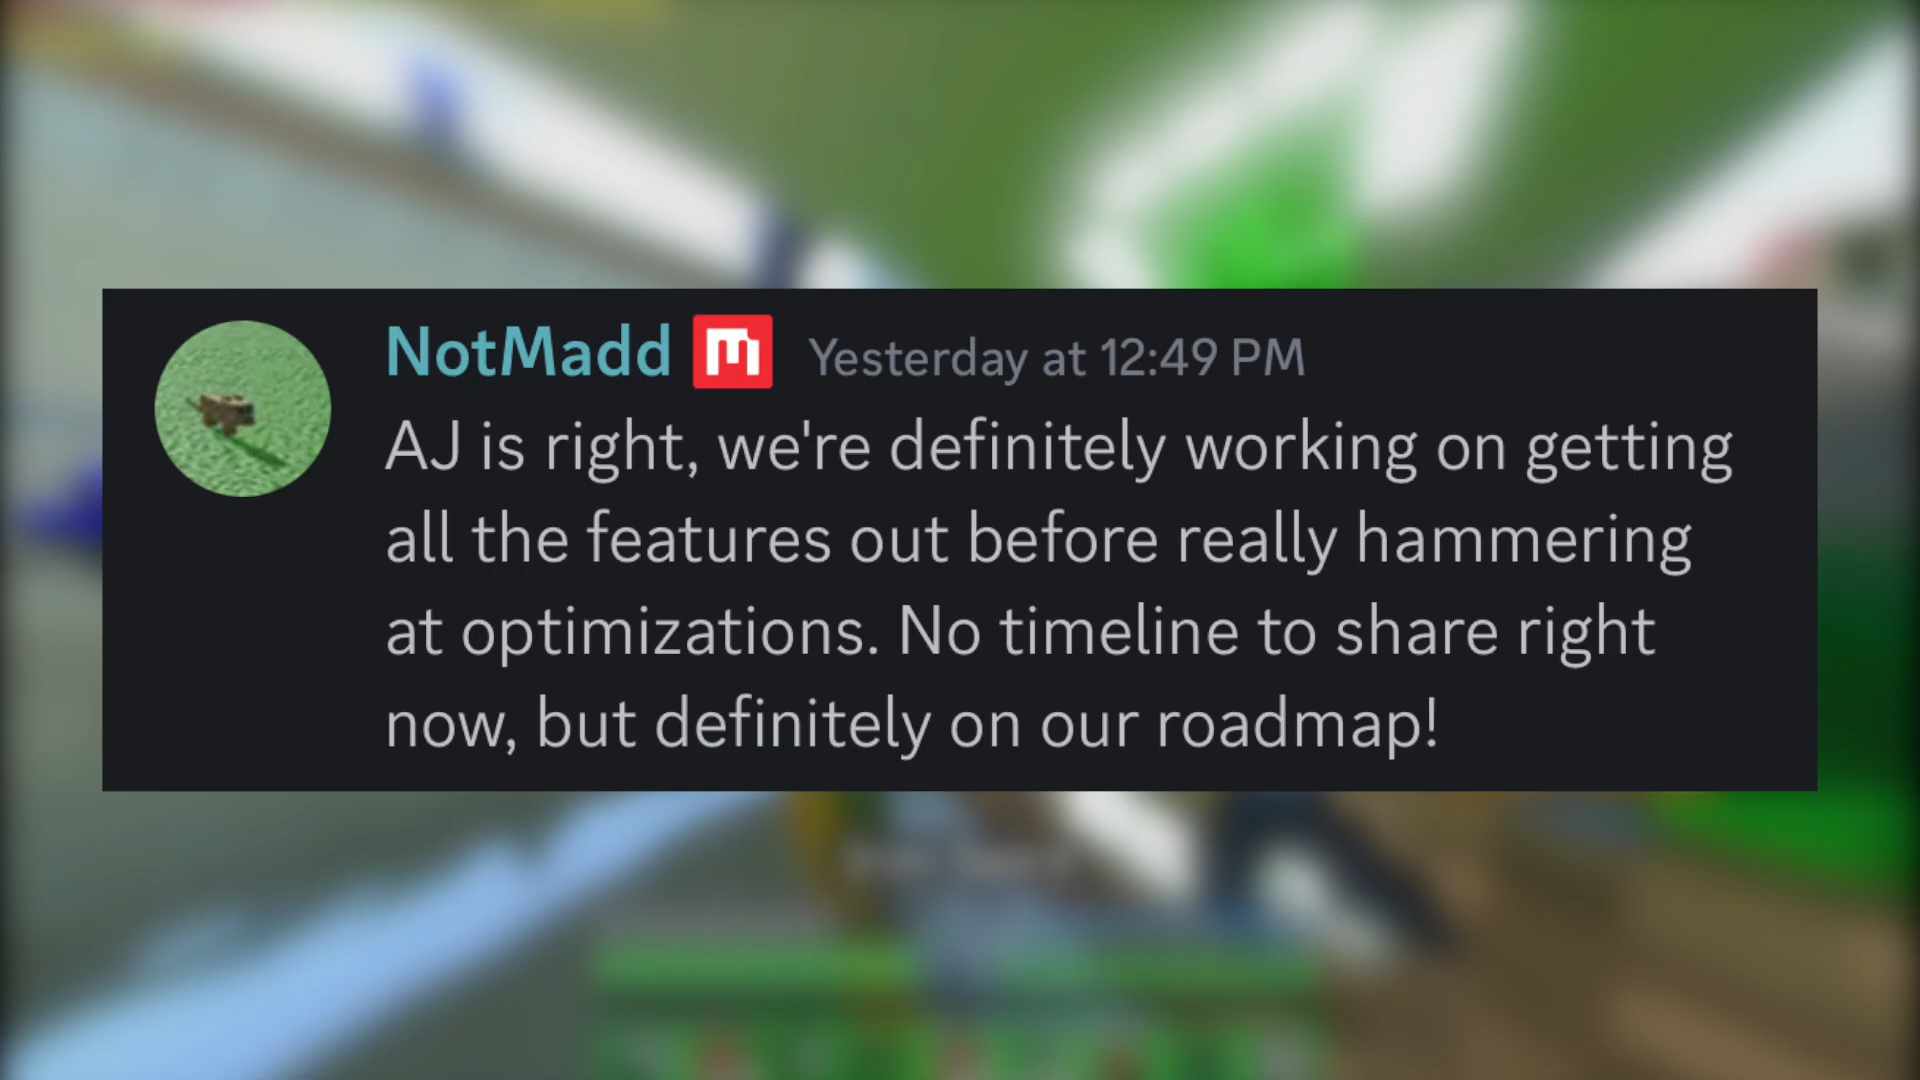 NotMadd Yesterday at 12:49 PM
AJ is right, we're definitely working on getting
all the features out before really hammering
at optimizations. No timeline to share right
now, but definitely on our roadmap!